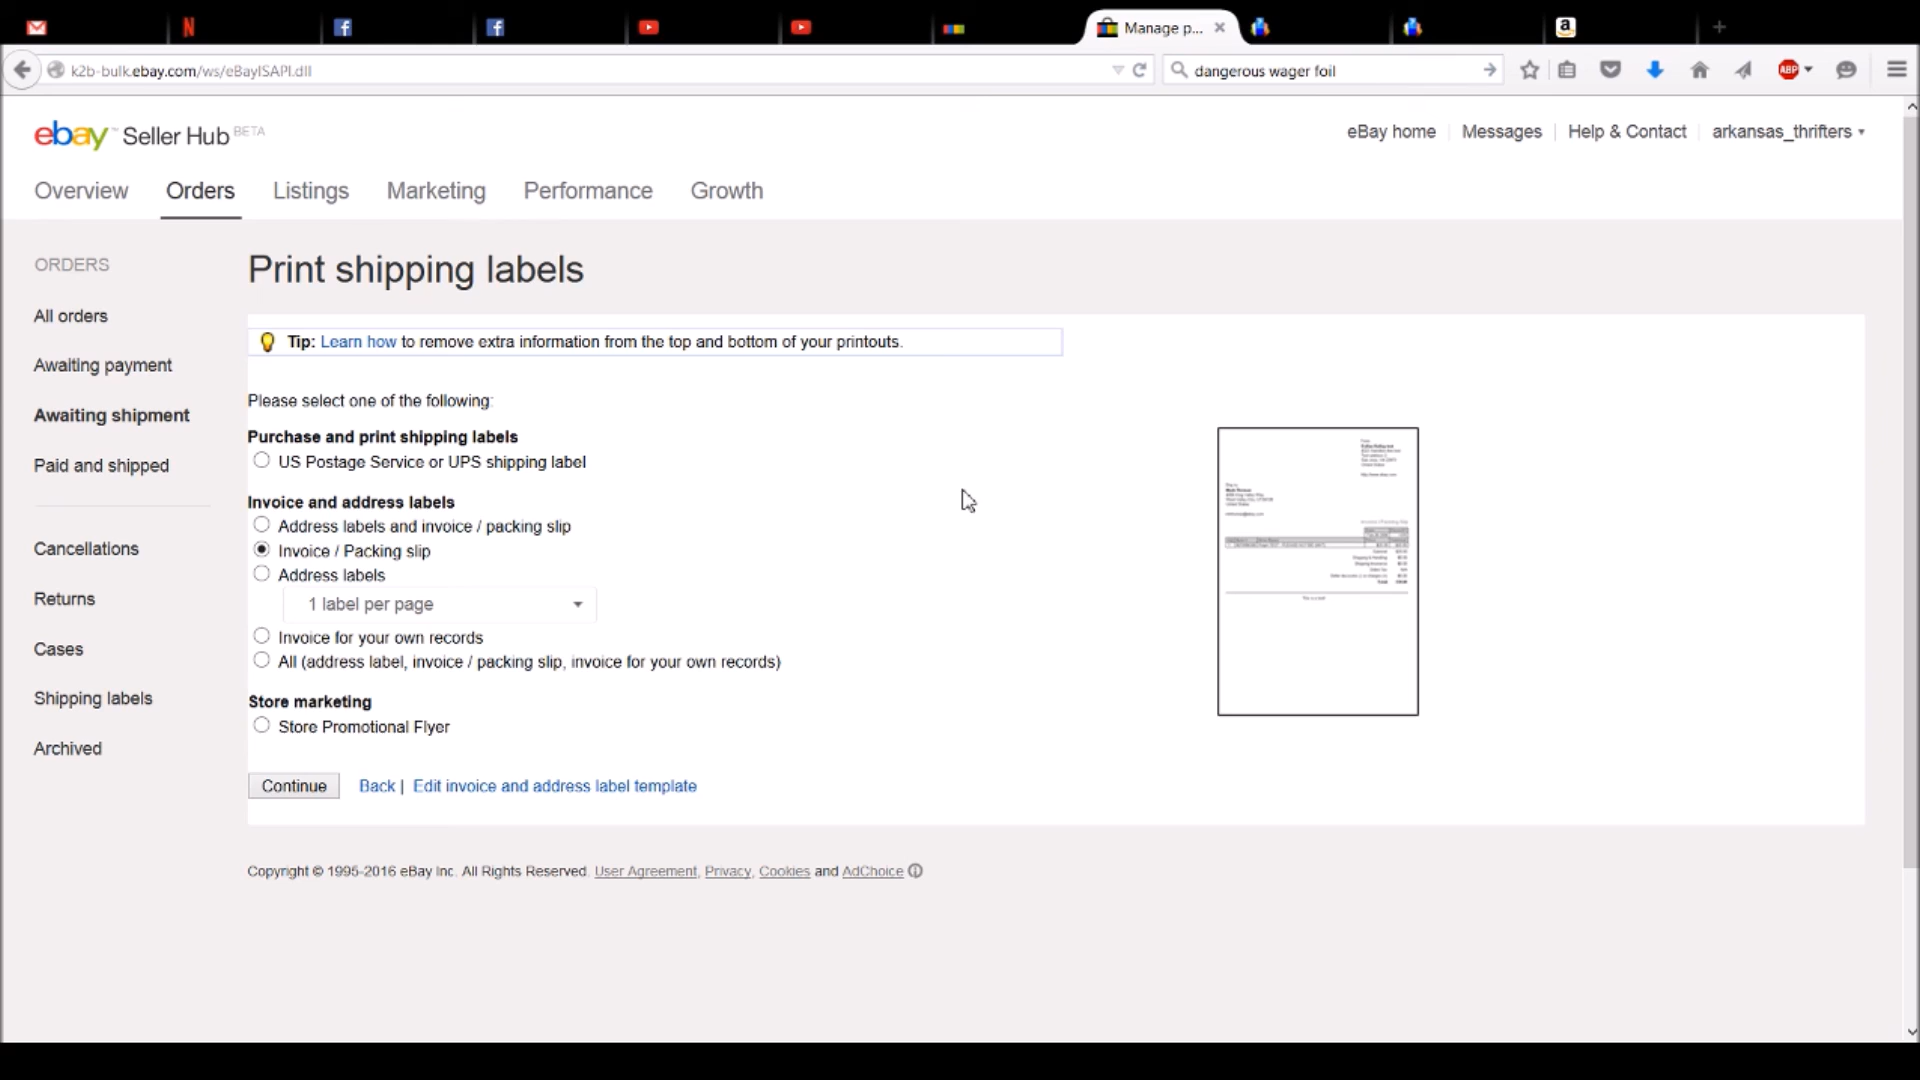 Manage p...
k2b-bulk.ebay.com/ws/eBayISAPI.dll
dangerous wager foil
ABP
ebay™ Seller Hub BETA
eBay home
Messages
Help & Contact
arkansas_thrifters
Overview
Orders
Listings
Marketing
Performance
Growth
ORDERS
All orders
Awaiting payment
Awaiting shipment
Paid and shipped
Cancellations
Returns
Cases
Shipping labels
Archived
Print shipping labels
Tip: Learn how to remove extra information from the top and bottom of your printouts.
Please select one of the following:
Purchase and print shipping labels
US Postage Service or UPS shipping label
Invoice and address labels
Address labels and invoice / packing slip
Invoice / Packing slip
Address labels
1 label per page
Invoice for your own records
All (address label, invoice / packing slip, invoice for your own records)
Store marketing
Store Promotional Flyer
Continue
Back | Edit invoice and address label template
Copyright © 1995-2016 eBay Inc. All Rights Reserved. User Agreement, Privacy, Cookies and AdChoice